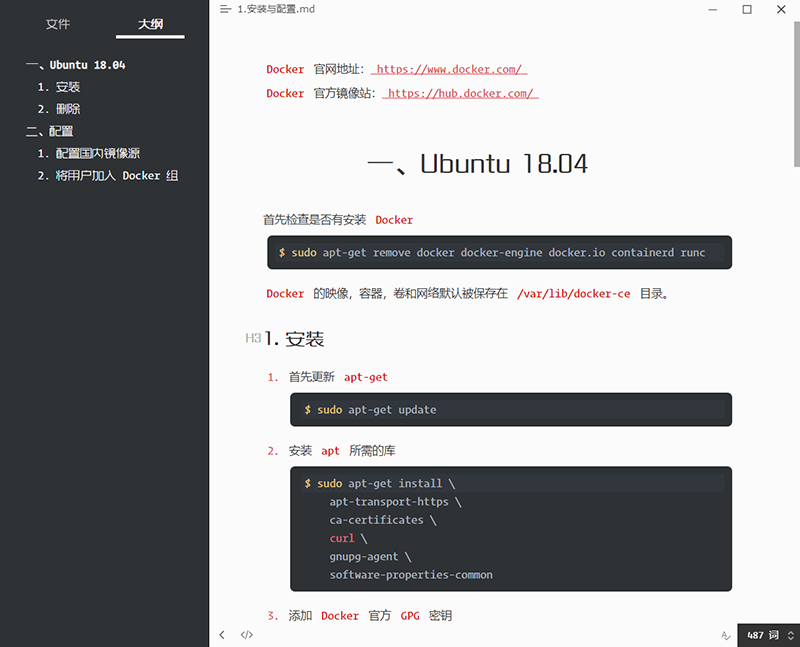 文件 大纲
一、Ubuntu 18.04
1. 安装
2. 删除
二、配置
1. 配置国内镜像源
2. 将用户加入 Docker 组
1.安装与配置.md
Docker 官网地址: https://www.docker.com/
Docker 官方镜像站: https://hub.docker.com/
一、Ubuntu 18.04
首先检查是否有安装 Docker
$ sudo apt-get remove docker docker-engine docker.io containerd runc
Docker 的映像，容器，卷和网络默认被保存在 /var/lib/docker-ce 目录。
H3 1. 安装
1. 首先更新 apt-get
$ sudo apt-get update
2. 安装 apt 所需的库
$ sudo apt-get install \
apt-transport-https \
ca-certificates \
curl \
gnupg-agent \
software-properties-common
3. 添加 Docker 官方 GPG 密钥
</> 487 词